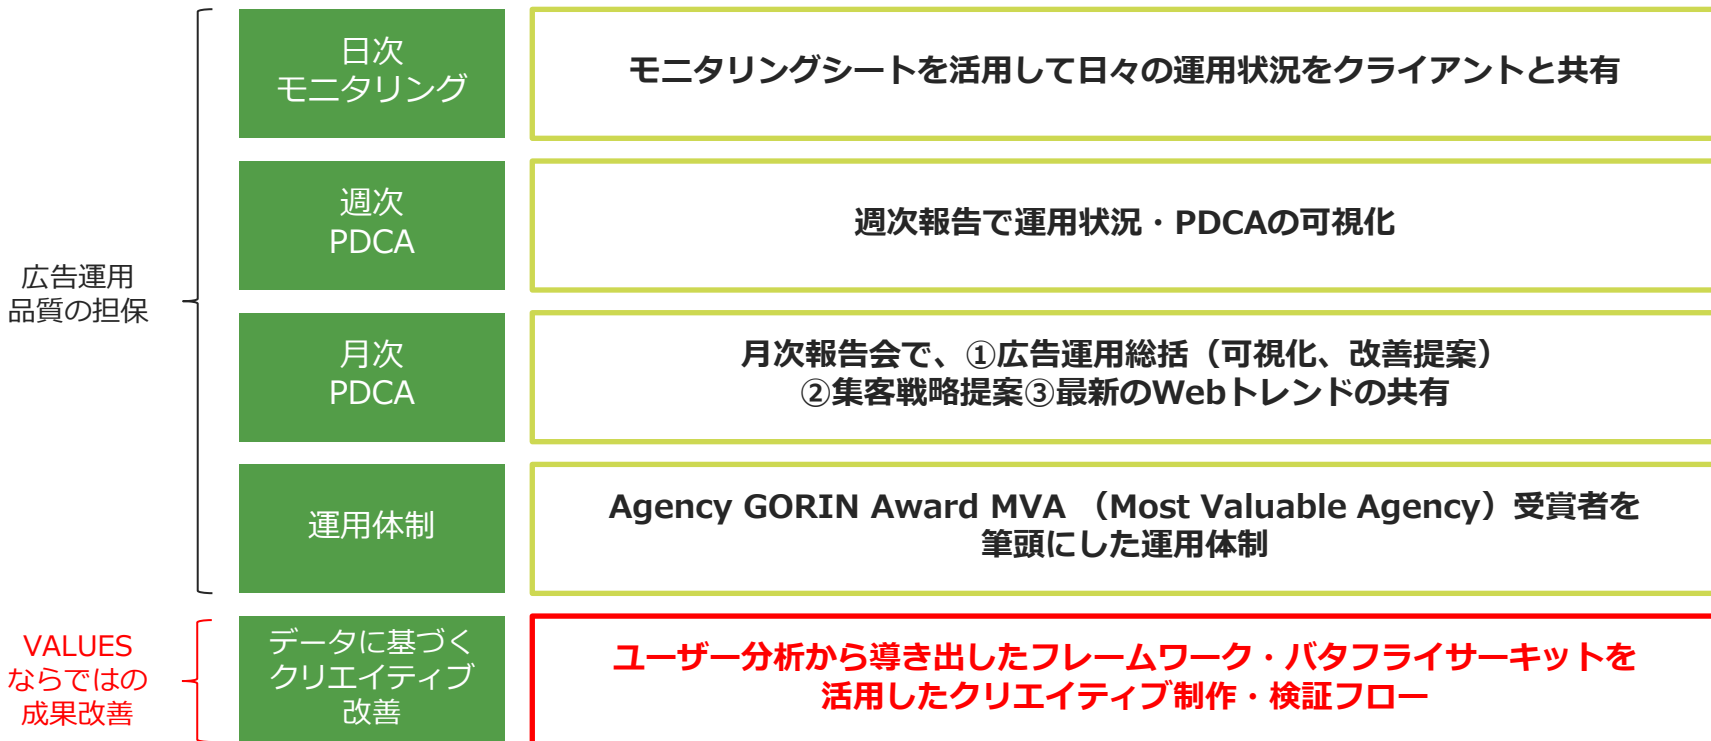 広告運用
品質の担保
日次
モニタリング
モニタリングシートを活用して日々の運用状況をクライアントと共有
週次
PDCA
週次報告で運用状況・PDCAの可視化
月次
PDCA
月次報告会で、①広告運用総括（可視化、改善提案）
②集客戦略提案③最新のWebトレンドの共有
運用体制
Agency GORIN Award MVA （Most Valuable Agency）受賞者を
筆頭にした運用体制
VALUES
ならではの
成果改善
データに基づく
クリエイティブ
改善
ユーザー分析から導き出したフレームワーク・バタフライサーキットを
活用したクリエイティブ制作・検証フロー